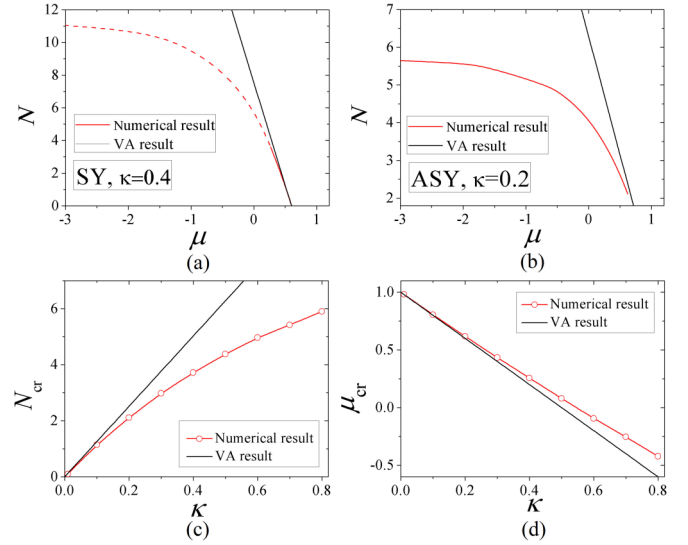 12
10
8
6
4
2
0
N
Numerical result
VA result
SY, κ=0.4
-3 -2 -1 0 1
μ
(a)
7
6
5
4
3
2
N
Numerical result
VA result
ASY, κ=0.2
-3 -2 -1 0 1
μ
(b)
6
4
2
0
N_cr
Numerical result
VA result
0.0 0.2 0.4 0.6 0.8
κ
(c)
1.0
0.5
0.0
-0.5
μ_cr
Numerical result
VA result
0.0 0.2 0.4 0.6 0.8
κ
(d)